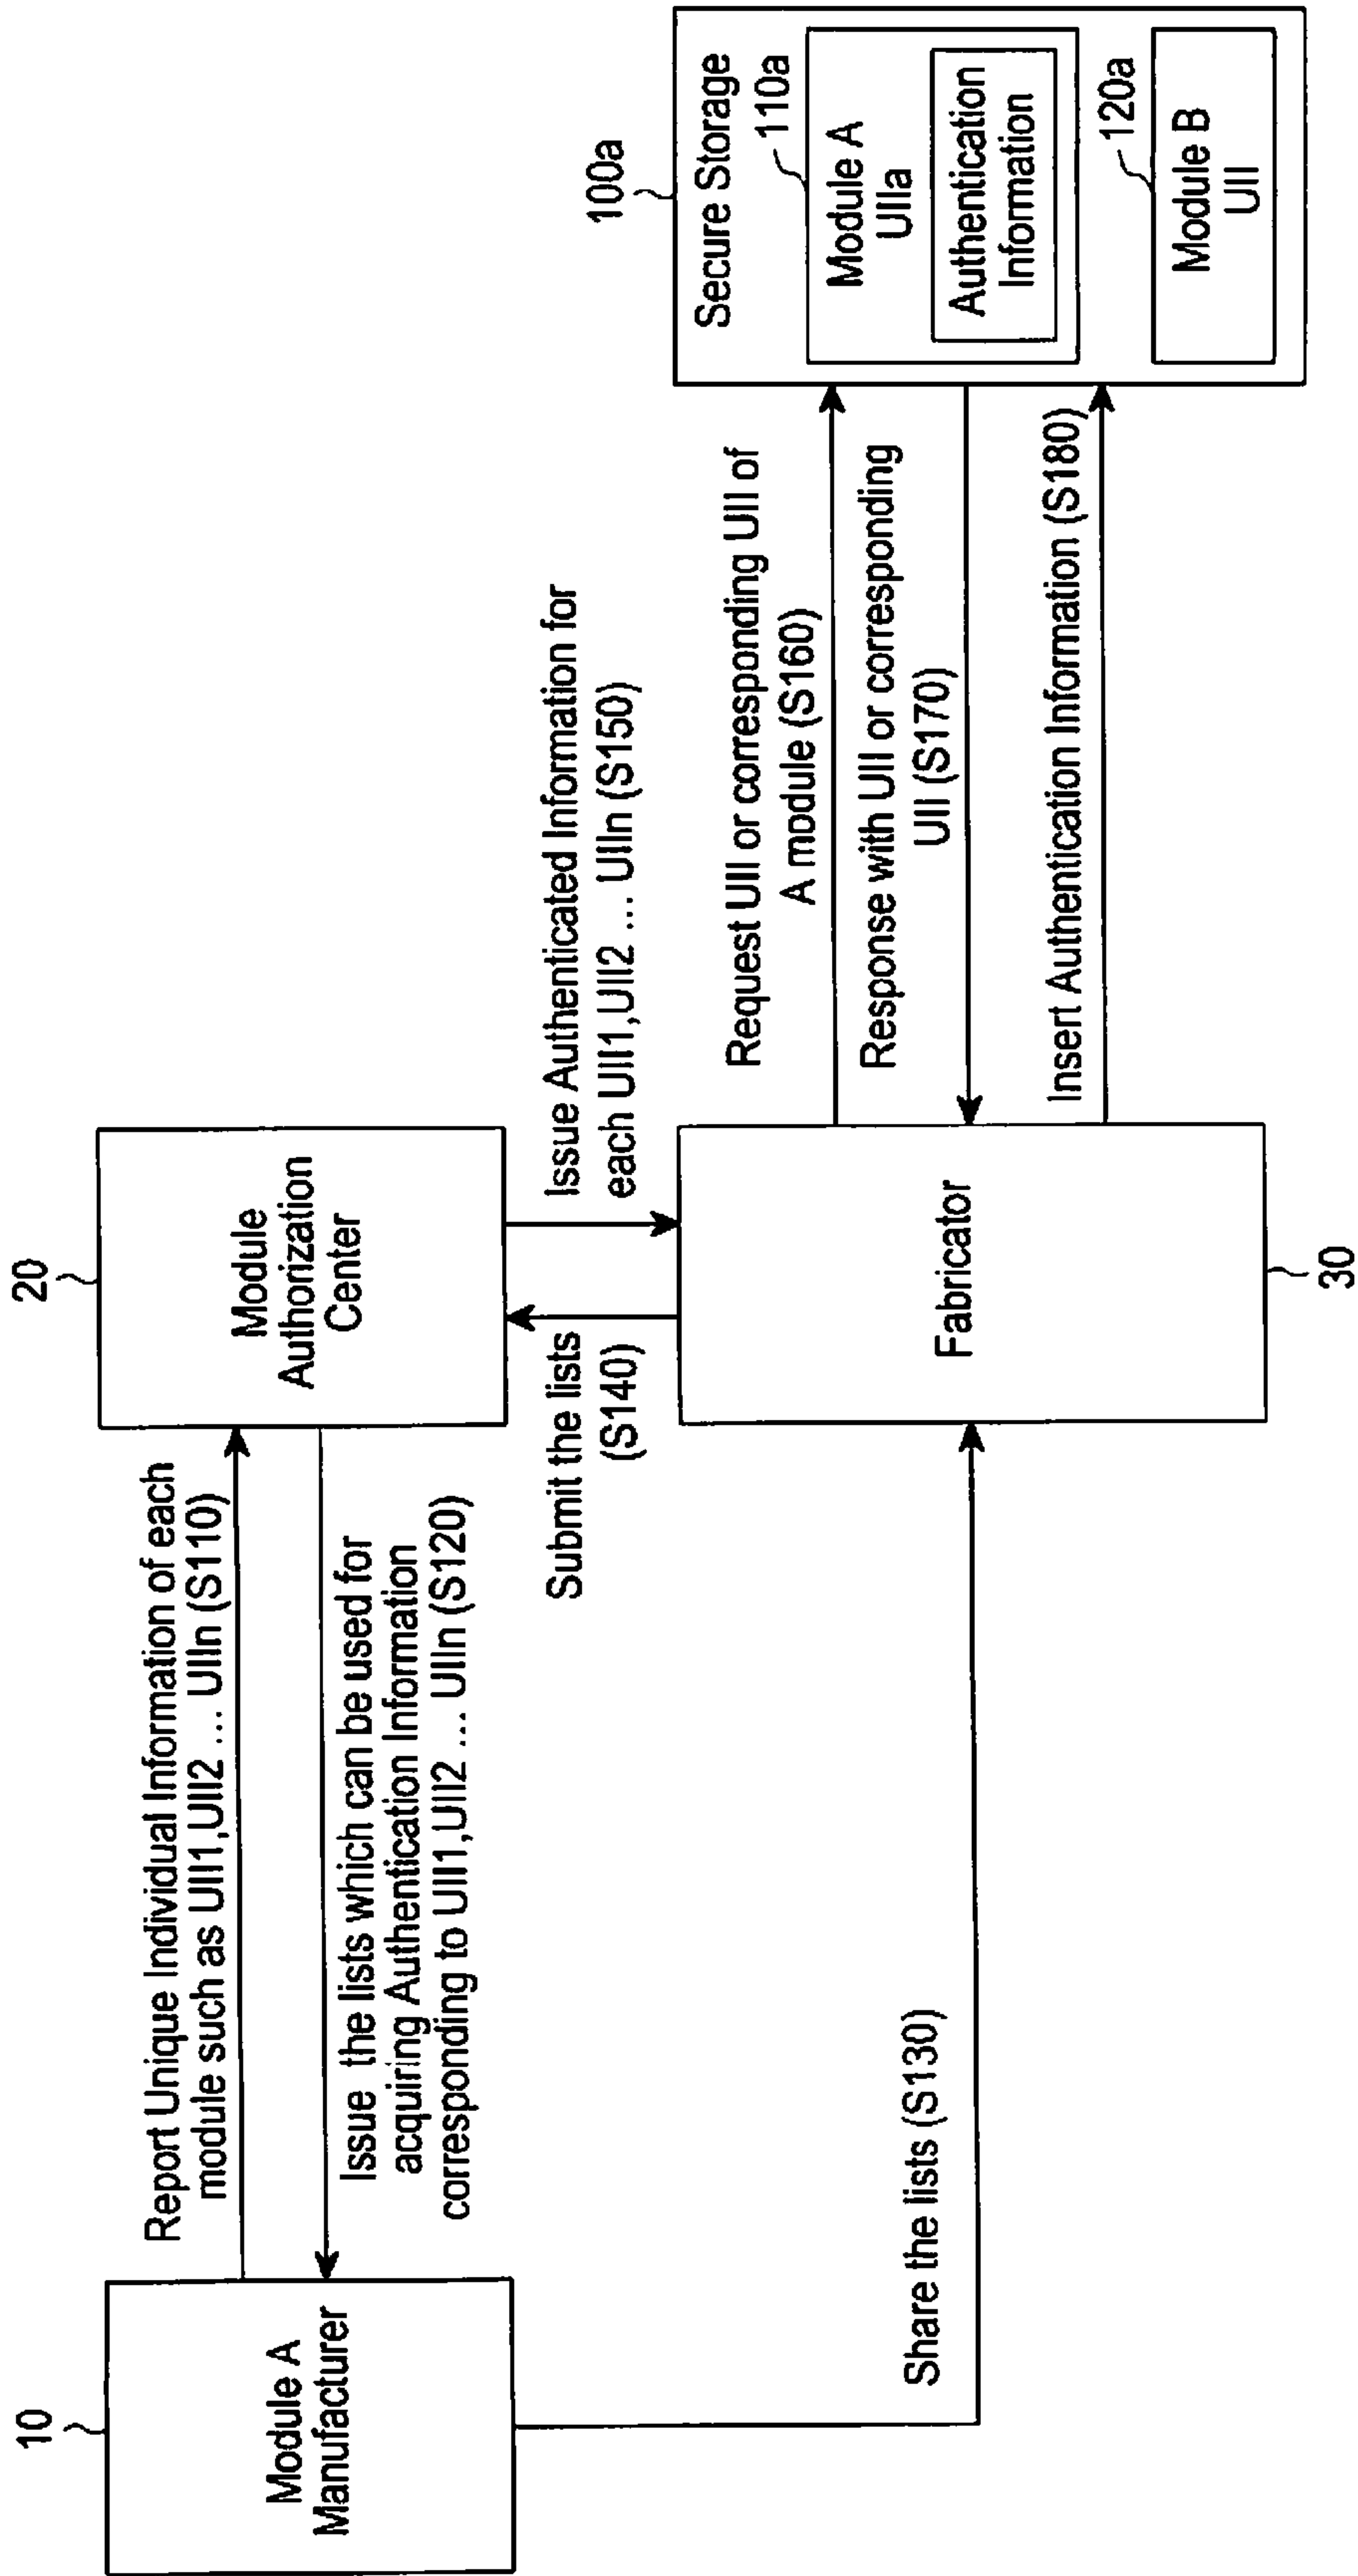 10
Module A
Manufacturer
Report Unique Individual Information of each
module such as UII1,UII2 ... UIIn (S110)
Issue the lists which can be used for
acquiring Authentication Information
corresponding to UII1,UII2 ... UIIn (S120)
20
Module
Authorization
Center
Share the lists (S130)
Submit the lists
(S140)
Issue Authenticated Information for
each UII1,UII2 ... UIIn (S150)
Fabricator
30
Request UII or corresponding UII of
A module (S160)
Response with UII or corresponding
UII (S170)
Insert Authentication Information (S180)
100a
Secure Storage
110a
Module A
UIIa
Authentication
Information
120a
Module B
UII